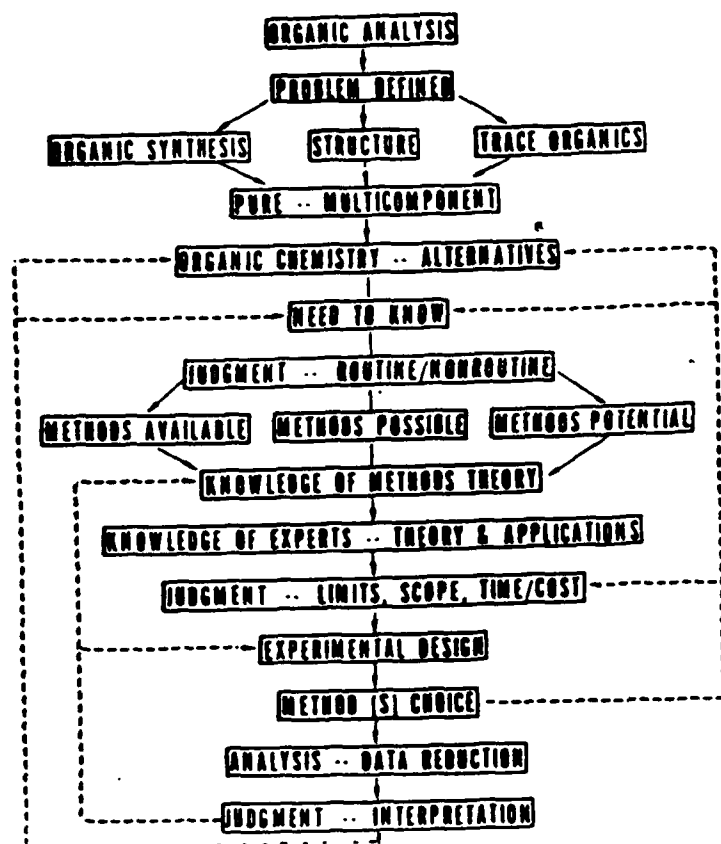 ORGANIC ANALYSIS
PROBLEM DEFINED
ORGANIC SYNTHESIS STRUCTURE TRACE ORGANICS
PURE -- MULTICOMPONENT
ORGANIC CHEMISTRY -- ALTERNATIVES
NEED TO KNOW
JUDGMENT -- ROUTINE/NONROUTINE
METHODS AVAILABLE METHODS POSSIBLE METHODS POTENTIAL
KNOWLEDGE OF METHODS THEORY
KNOWLEDGE OF EXPERTS -- THEORY & APPLICATIONS
JUDGMENT -- LIMITS, SCOPE, TIME/COST
EXPERIMENTAL DESIGN
METHOD (S) CHOICE
ANALYSIS -- DATA REDUCTION
JUDGMENT -- INTERPRETATION